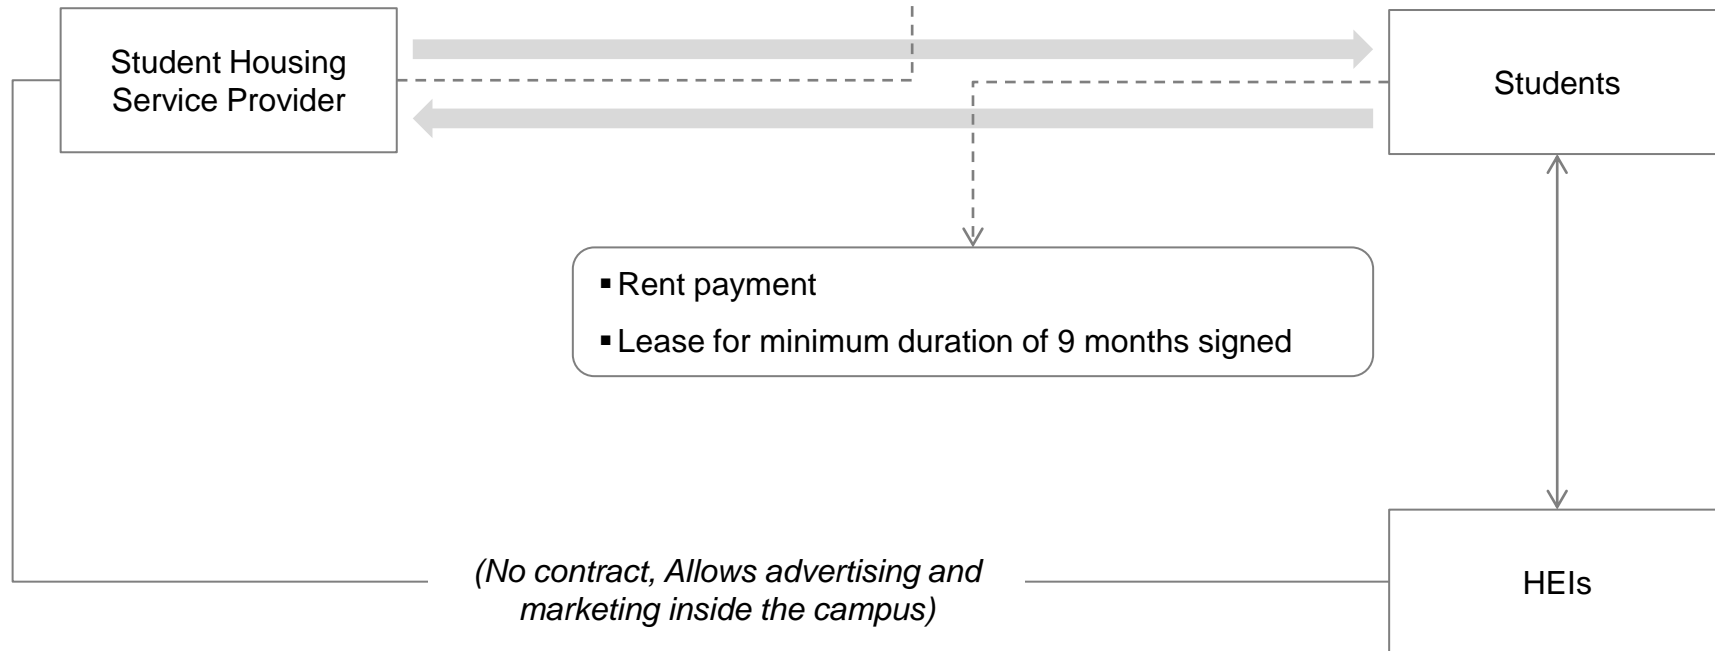 Student Housing
Service Provider
Students
▪ Rent payment
▪ Lease for minimum duration of 9 months signed
(No contract, Allows advertising and
marketing inside the campus)
HEIs